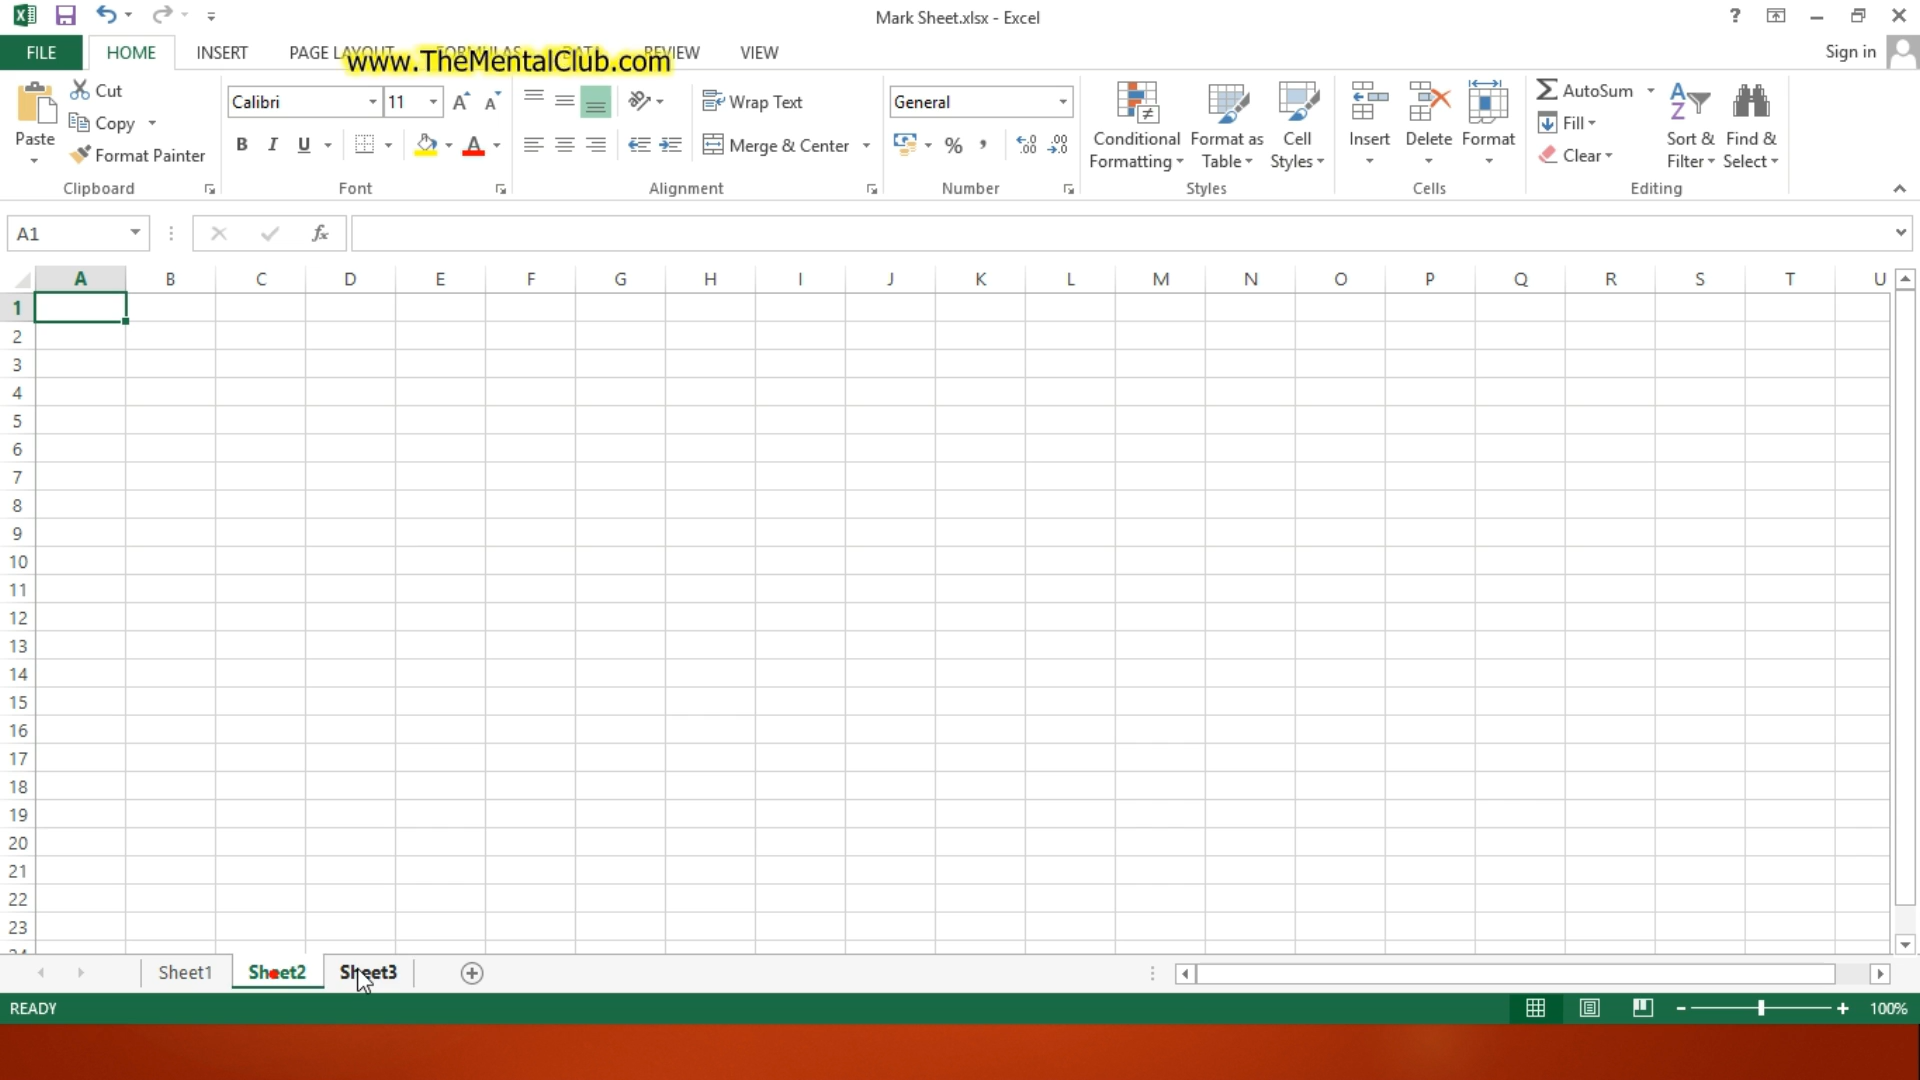 Mark Sheet.xlsx - Excel
?
FILE HOME INSERT PAGE LAYOUT FORMULAS DATA REVIEW VIEW Sign in
www.TheMentalClub.com
Paste
Cut
Copy
Format Painter
Clipboard
Calibri 11
B I U
Font
Wrap Text
Merge & Center
Alignment
General
%
Number
Conditional Formatting
Format as Table
Cell Styles
Styles
Insert
Delete
Format
Cells
AutoSum
Fill
Clear
Sort & Filter
Find & Select
Editing
A1
fx
A B C D E F G H I J K L M N O P Q R S T U
1
2
3
4
5
6
7
8
9
10
11
12
13
14
15
16
17
18
19
20
21
22
23
24
Sheet1 Sheet2 Sheet3
READY
100%